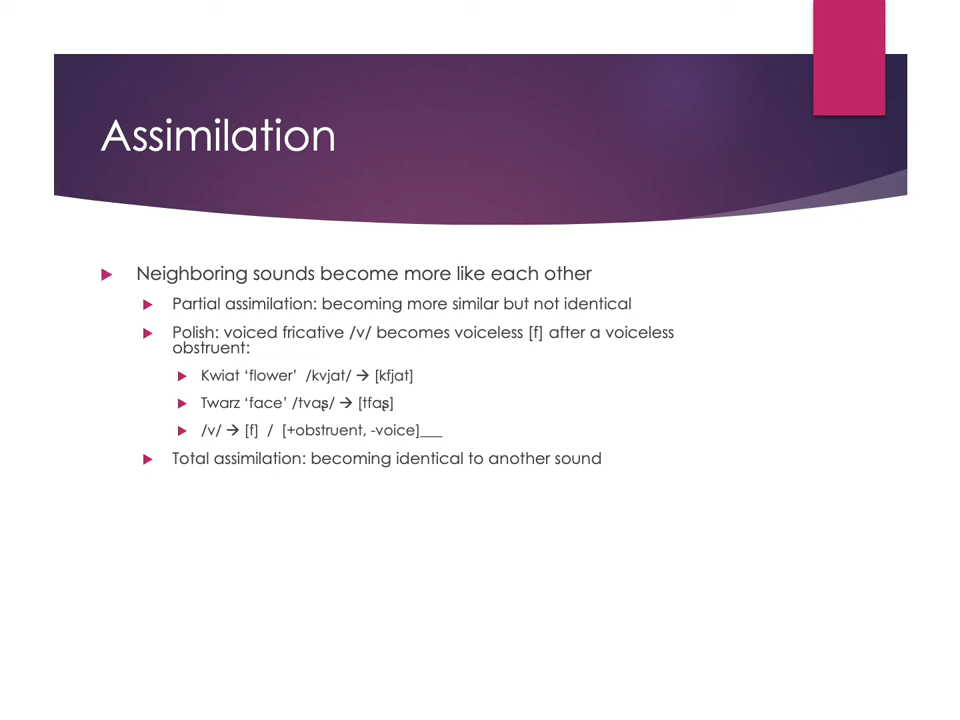 Assimilation
Neighboring sounds become more like each other
Partial assimilation: becoming more similar but not identical
Polish: voiced fricative /v/ becomes voiceless [f] after a voiceless
obstruent:
Kwiat ‘flower’ /kvjat/ → [kfjat]
Twarz ‘face’ /tvaʂ/ → [tfaʂ]
/v/ → [f] / [+obstruent, -voice]___
Total assimilation: becoming identical to another sound